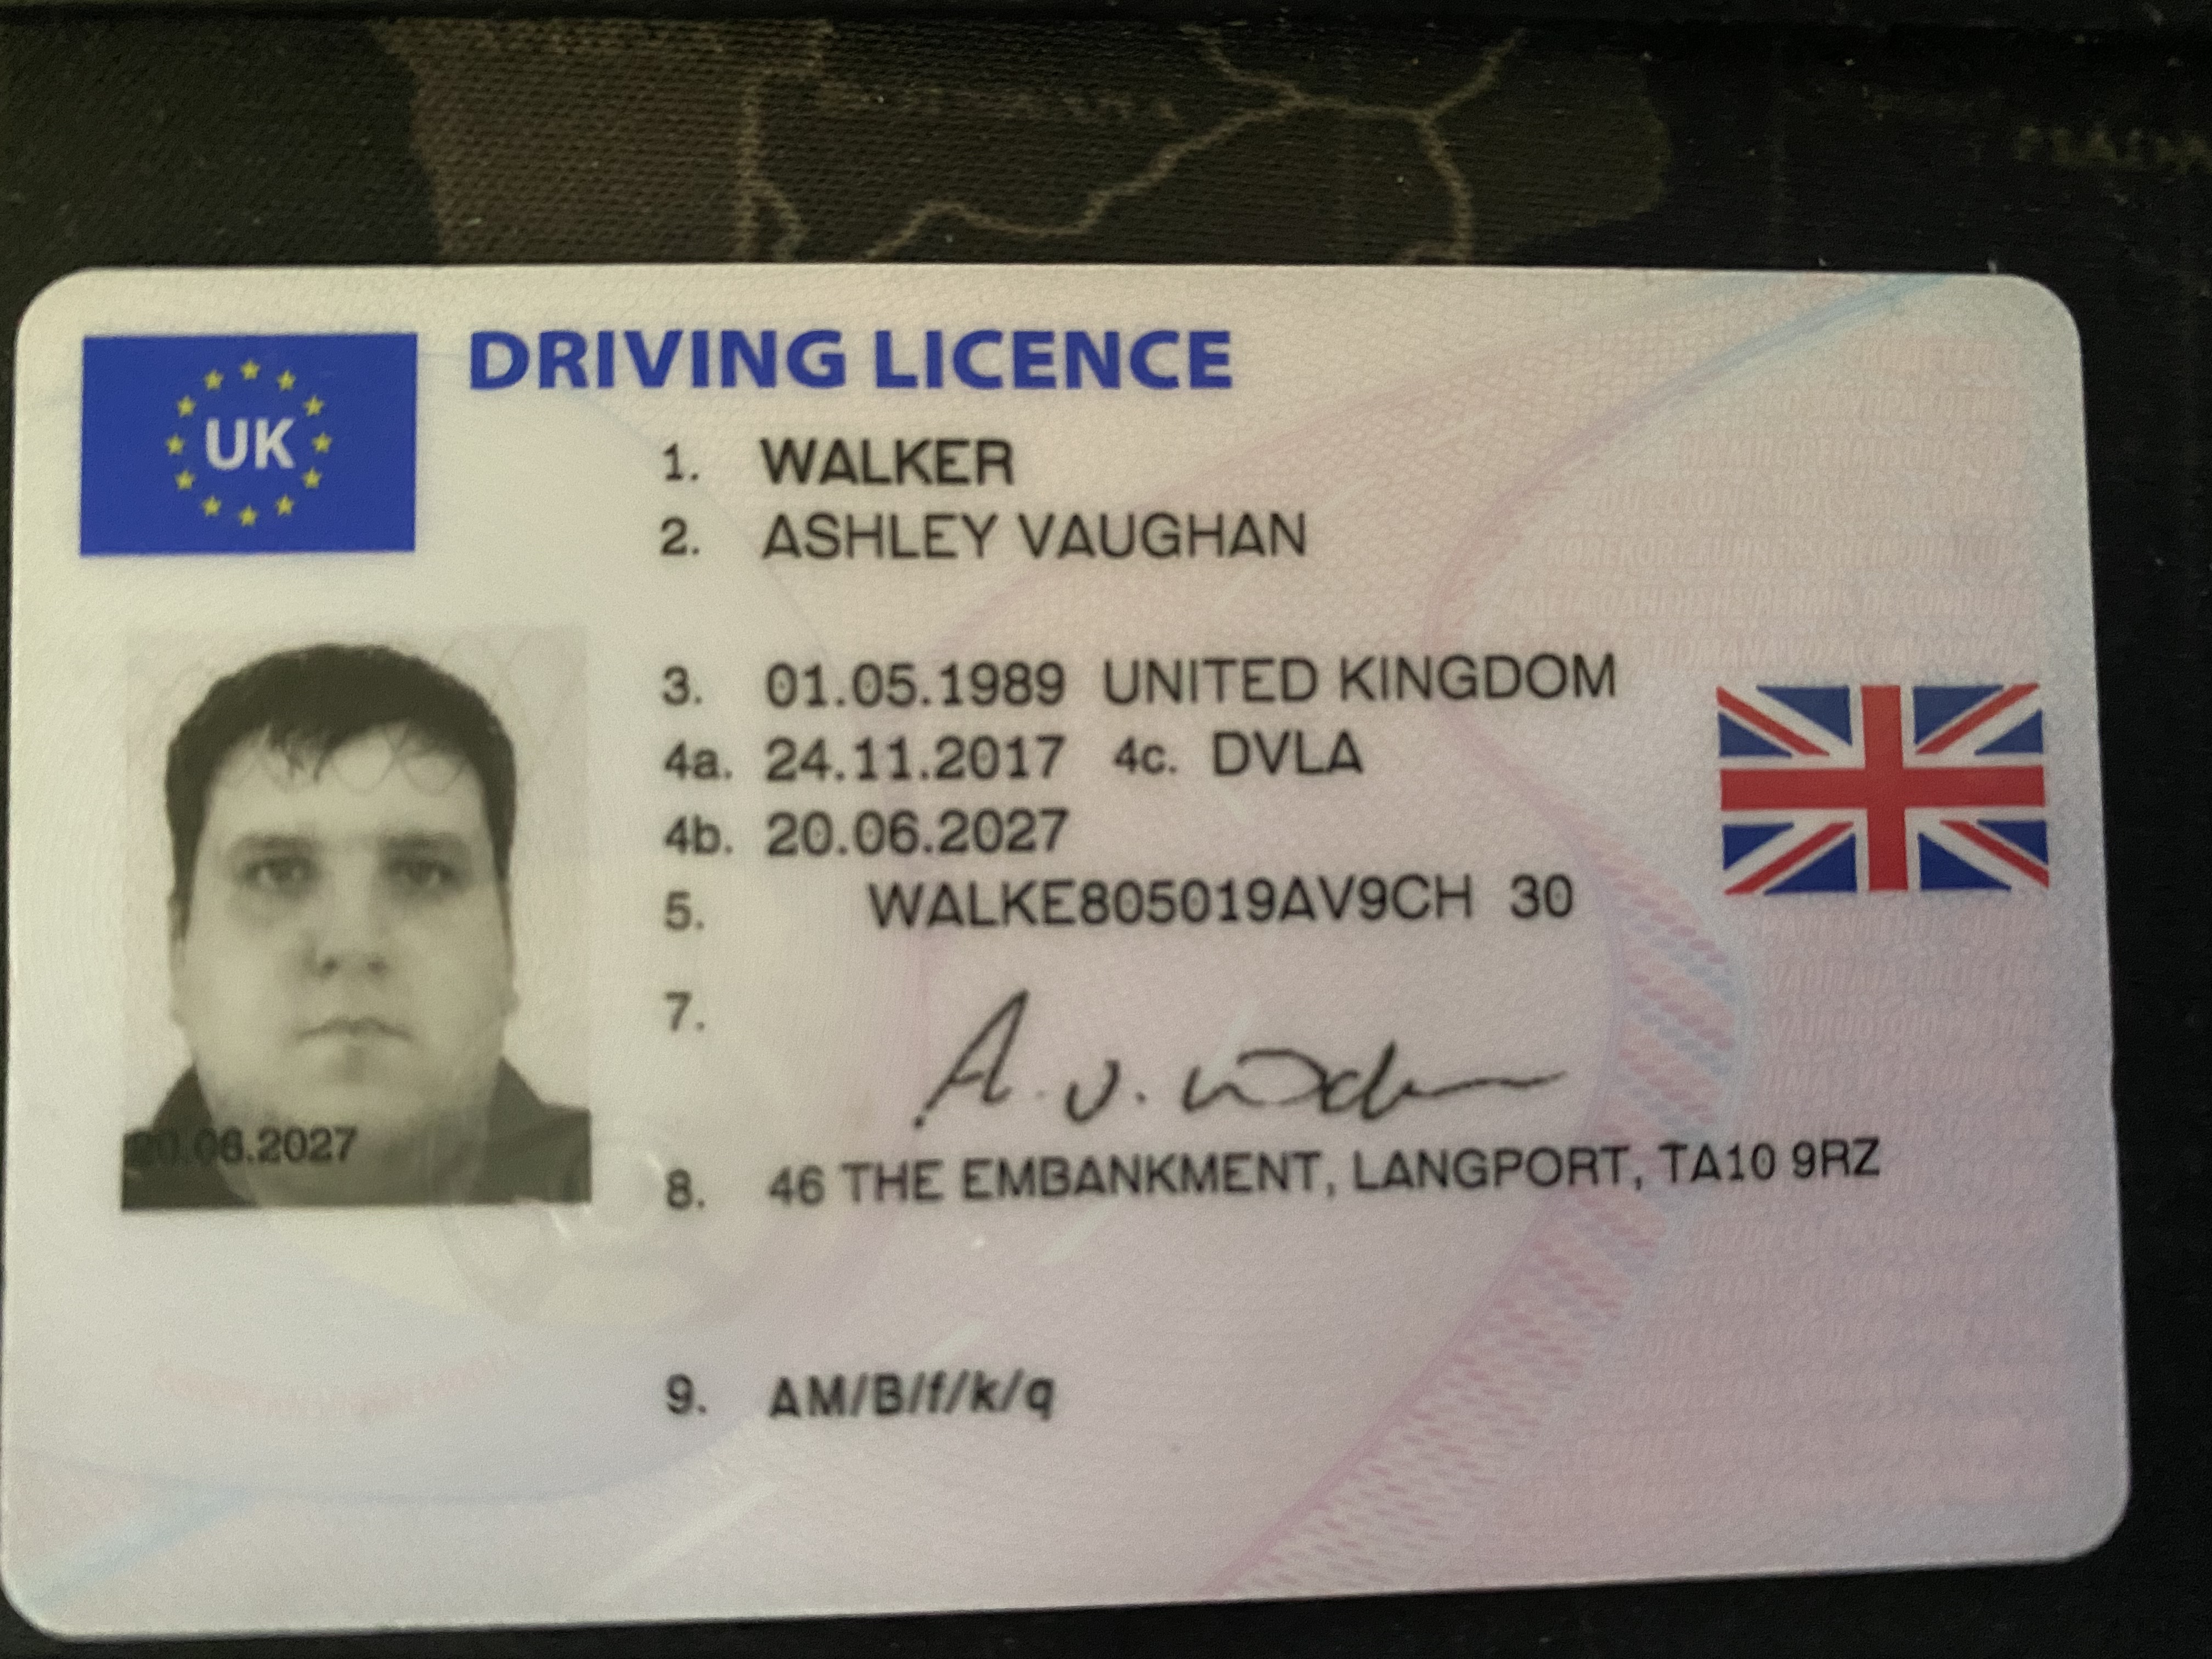 UK
DRIVING LICENCE
1. WALKER
2. ASHLEY VAUGHAN
3. 01.05.1989 UNITED KINGDOM
4a. 24.11.2017 4c. DVLA
4b. 20.06.2027
5. WALKE805019AV9CH 30
7. A.V.Walker
8. 46 THE EMBANKMENT, LANGPORT, TA10 9RZ
9. AM/B/f/k/q
20.06.2027